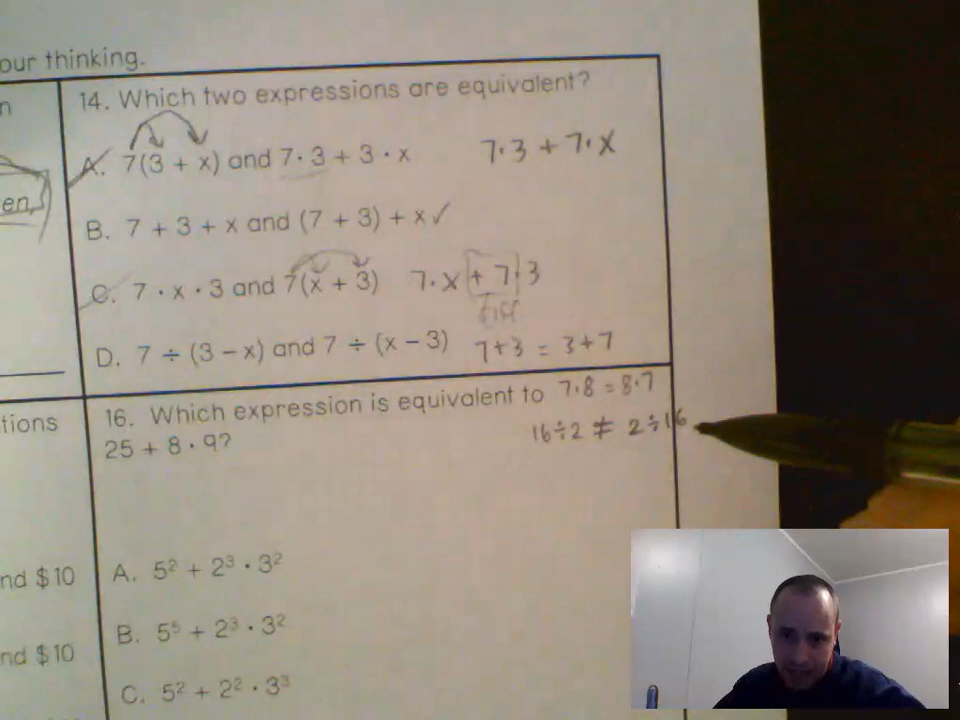 our thinking.
n
en,
14. Which two expressions are equivalent?
A. 7(3 + x) and 7 · 3 + 3 · x 7·3 + 7·x
B. 7 + 3 + x and (7 + 3) + x ✓
C. 7 · x · 3 and 7(x + 3) 7·x + 7·3
D. 7 ÷ (3 − x) and 7 ÷ (x − 3) 7+3 = 3+7
7·8 = 8·7
16÷2 ≠ 2÷16
tions
nd $10
nd $10
16. Which expression is equivalent to
25 + 8 · 9?
A. 5² + 2³ · 3²
B. 5⁵ + 2³ · 3²
C. 5² + 2² · 3³